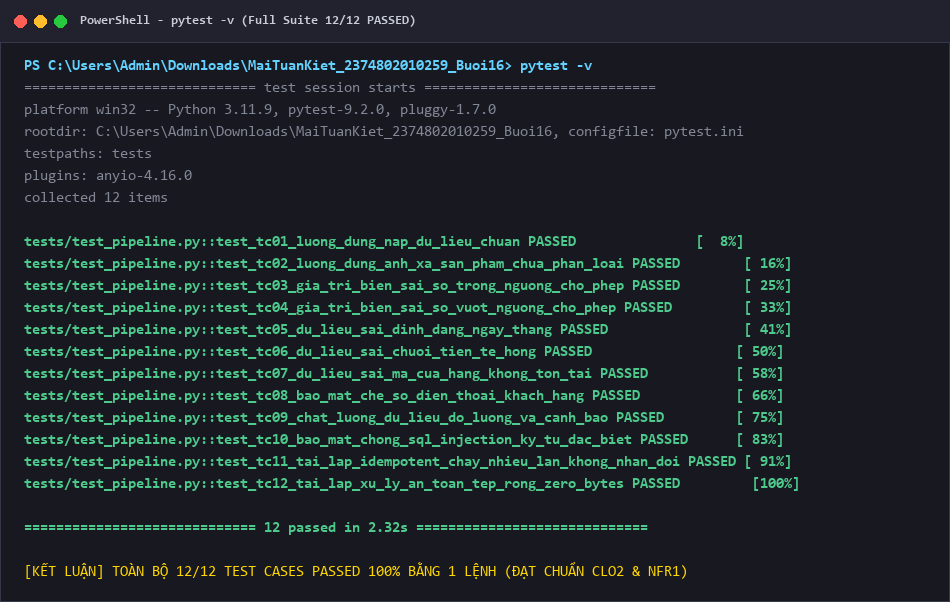 PowerShell - pytest -v (Full Suite 12/12 PASSED)
PS C:\Users\Admin\Downloads\MaiTuanKiet_2374802010259_Buoi16> pytest -v
============================= test session starts =============================
platform win32 -- Python 3.11.9, pytest-9.2.0, pluggy-1.7.0
rootdir: C:\Users\Admin\Downloads\MaiTuanKiet_2374802010259_Buoi16, configfile: pytest.ini
testpaths: tests
plugins: anyio-4.16.0
collected 12 items
tests/test_pipeline.py::test_tc01_luong_dung_nap_du_lieu_chuan PASSED [  8%]
tests/test_pipeline.py::test_tc02_luong_dung_anh_xa_san_pham_chua_phan_loai PASSED [ 16%]
tests/test_pipeline.py::test_tc03_gia_tri_bien_sai_so_trong_nguong_cho_phep PASSED [ 25%]
tests/test_pipeline.py::test_tc04_gia_tri_bien_sai_so_vuot_nguong_cho_phep PASSED [ 33%]
tests/test_pipeline.py::test_tc05_du_lieu_sai_dinh_dang_ngay_thang PASSED [ 41%]
tests/test_pipeline.py::test_tc06_du_lieu_sai_chuoi_tien_te_hong PASSED [ 50%]
tests/test_pipeline.py::test_tc07_du_lieu_sai_ma_cua_hang_khong_ton_tai PASSED [ 58%]
tests/test_pipeline.py::test_tc08_bao_mat_che_so_dien_thoai_khach_hang PASSED [ 66%]
tests/test_pipeline.py::test_tc09_chat_luong_du_lieu_do_luong_va_canh_bao PASSED [ 75%]
tests/test_pipeline.py::test_tc10_bao_mat_chong_sql_injection_ky_tu_dac_biet PASSED [ 83%]
tests/test_pipeline.py::test_tc11_tai_lap_idempotent_chay_nhieu_lan_khong_nhan_doi PASSED [ 91%]
tests/test_pipeline.py::test_tc12_tai_lap_xu_ly_an_toan_tep_rong_zero_bytes PASSED [100%]
============================= 12 passed in 2.32s =============================
[KẾT LUẬN] TOÀN BỘ 12/12 TEST CASES PASSED 100% BẰNG 1 LỆNH (ĐẠT CHUẨN CLO2 & NFR1)